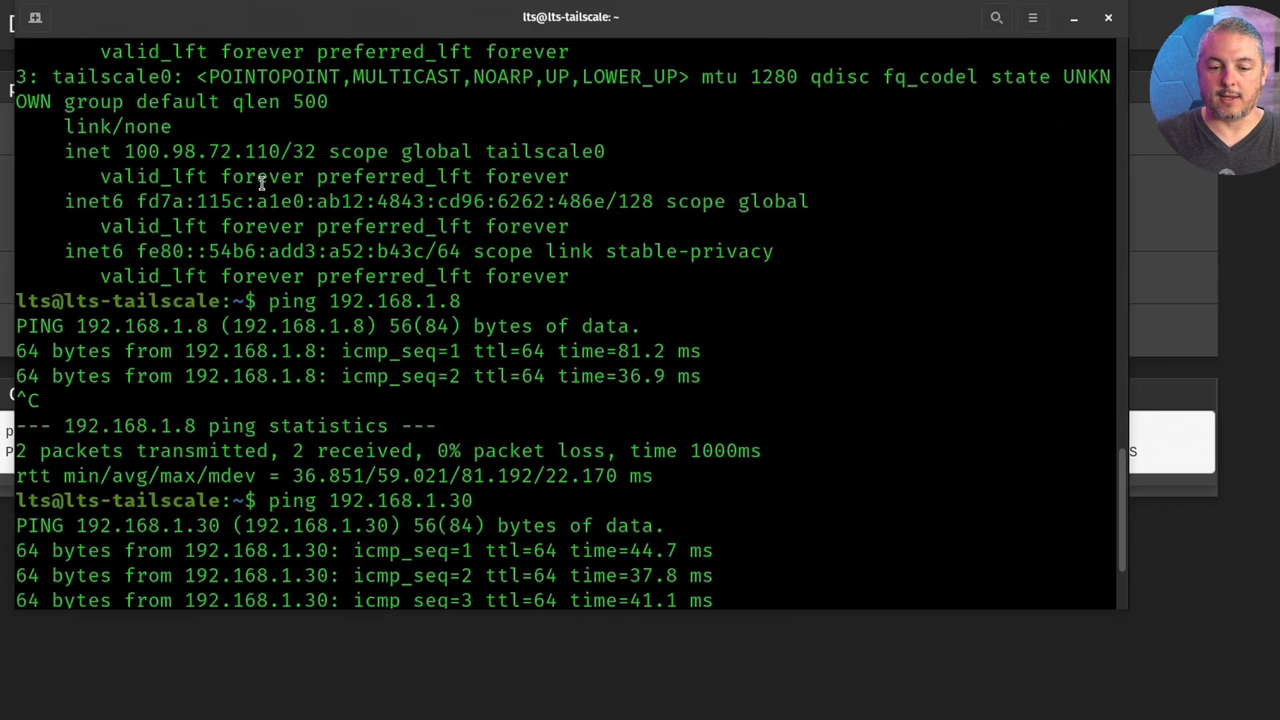 lts@lts-tailscale: ~
valid_lft forever preferred_lft forever
3: tailscale0: <POINTOPOINT,MULTICAST,NOARP,UP,LOWER_UP> mtu 1280 qdisc fq_codel state UNKN
OWN group default qlen 500
link/none
inet 100.98.72.110/32 scope global tailscale0
valid_lft forever preferred_lft forever
inet6 fd7a:115c:a1e0:ab12:4843:cd96:6262:486e/128 scope global
valid_lft forever preferred_lft forever
inet6 fe80::54b6:add3:a52:b43c/64 scope link stable-privacy
valid_lft forever preferred_lft forever
lts@lts-tailscale:~$ ping 192.168.1.8
PING 192.168.1.8 (192.168.1.8) 56(84) bytes of data.
64 bytes from 192.168.1.8: icmp_seq=1 ttl=64 time=81.2 ms
64 bytes from 192.168.1.8: icmp_seq=2 ttl=64 time=36.9 ms
^C
--- 192.168.1.8 ping statistics ---
2 packets transmitted, 2 received, 0% packet loss, time 1000ms
rtt min/avg/max/mdev = 36.851/59.021/81.192/22.170 ms
lts@lts-tailscale:~$ ping 192.168.1.30
PING 192.168.1.30 (192.168.1.30) 56(84) bytes of data.
64 bytes from 192.168.1.30: icmp_seq=1 ttl=64 time=44.7 ms
64 bytes from 192.168.1.30: icmp_seq=2 ttl=64 time=37.8 ms
64 bytes from 192.168.1.30: icmp_seq=3 ttl=64 time=41.1 ms